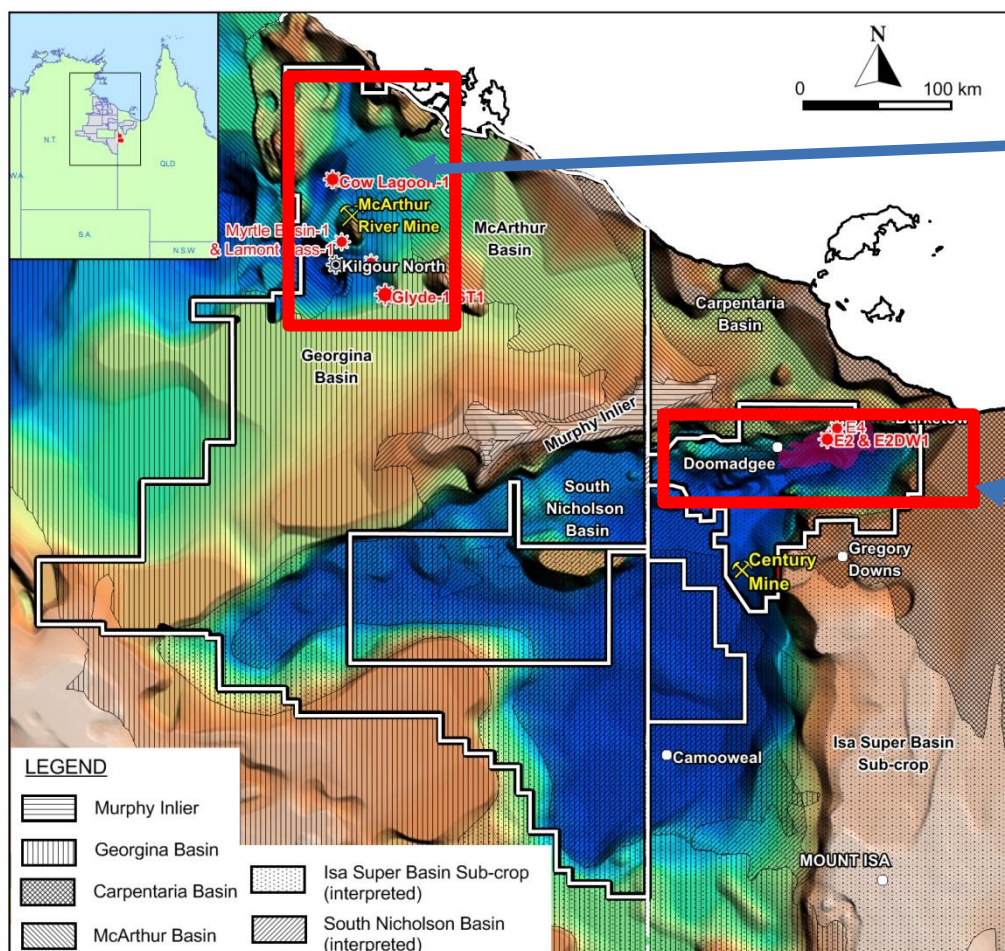 N.T.
QLD
W.A.
S.A.
N.S.W
N
0
100 km
Cow Lagoon-1
McArthur
River Mine
McArthur
Basin
Myrtle Basin-1
& Lamont Pass-1
Kilgour North
Glyde-1 ST1
Carpentaria
Basin
Georgina
Basin
Murphy Inlier
E4
E2 & E2DW1
Doomadgee
South
Nicholson
Basin
Gregory
Downs
Century
Mine
Isa Super Basin
Sub-crop
Camooweal
MOUNT ISA
LEGEND
Murphy Inlier
Georgina Basin
Carpentaria Basin
McArthur Basin
Isa Super Basin Sub-crop
(interpreted)
South Nicholson Basin
(interpreted)